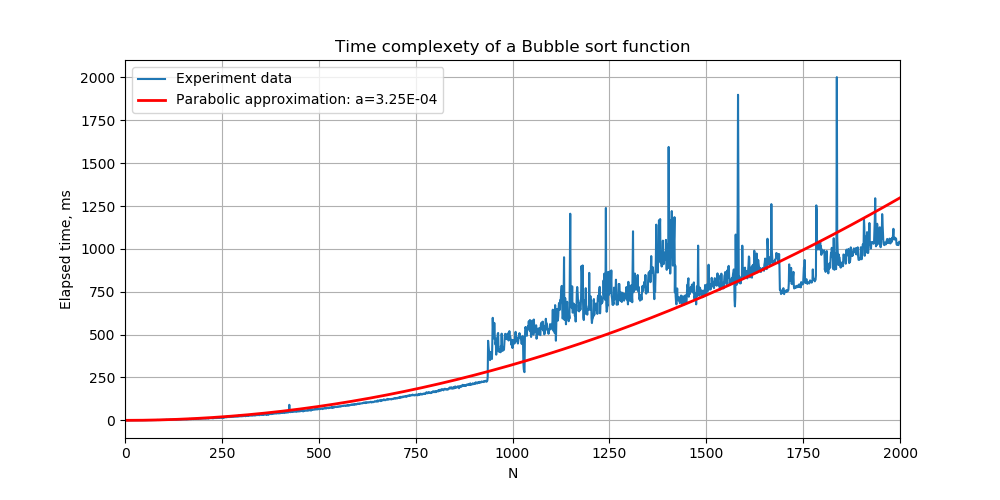 Time complexety of a Bubble sort function
Experiment data
Parabolic approximation: a=3.25E-04
Elapsed time, ms
2000
1750
1500
1250
1000
750
500
250
0
0 250 500 750 1000 1250 1500 1750 2000
N